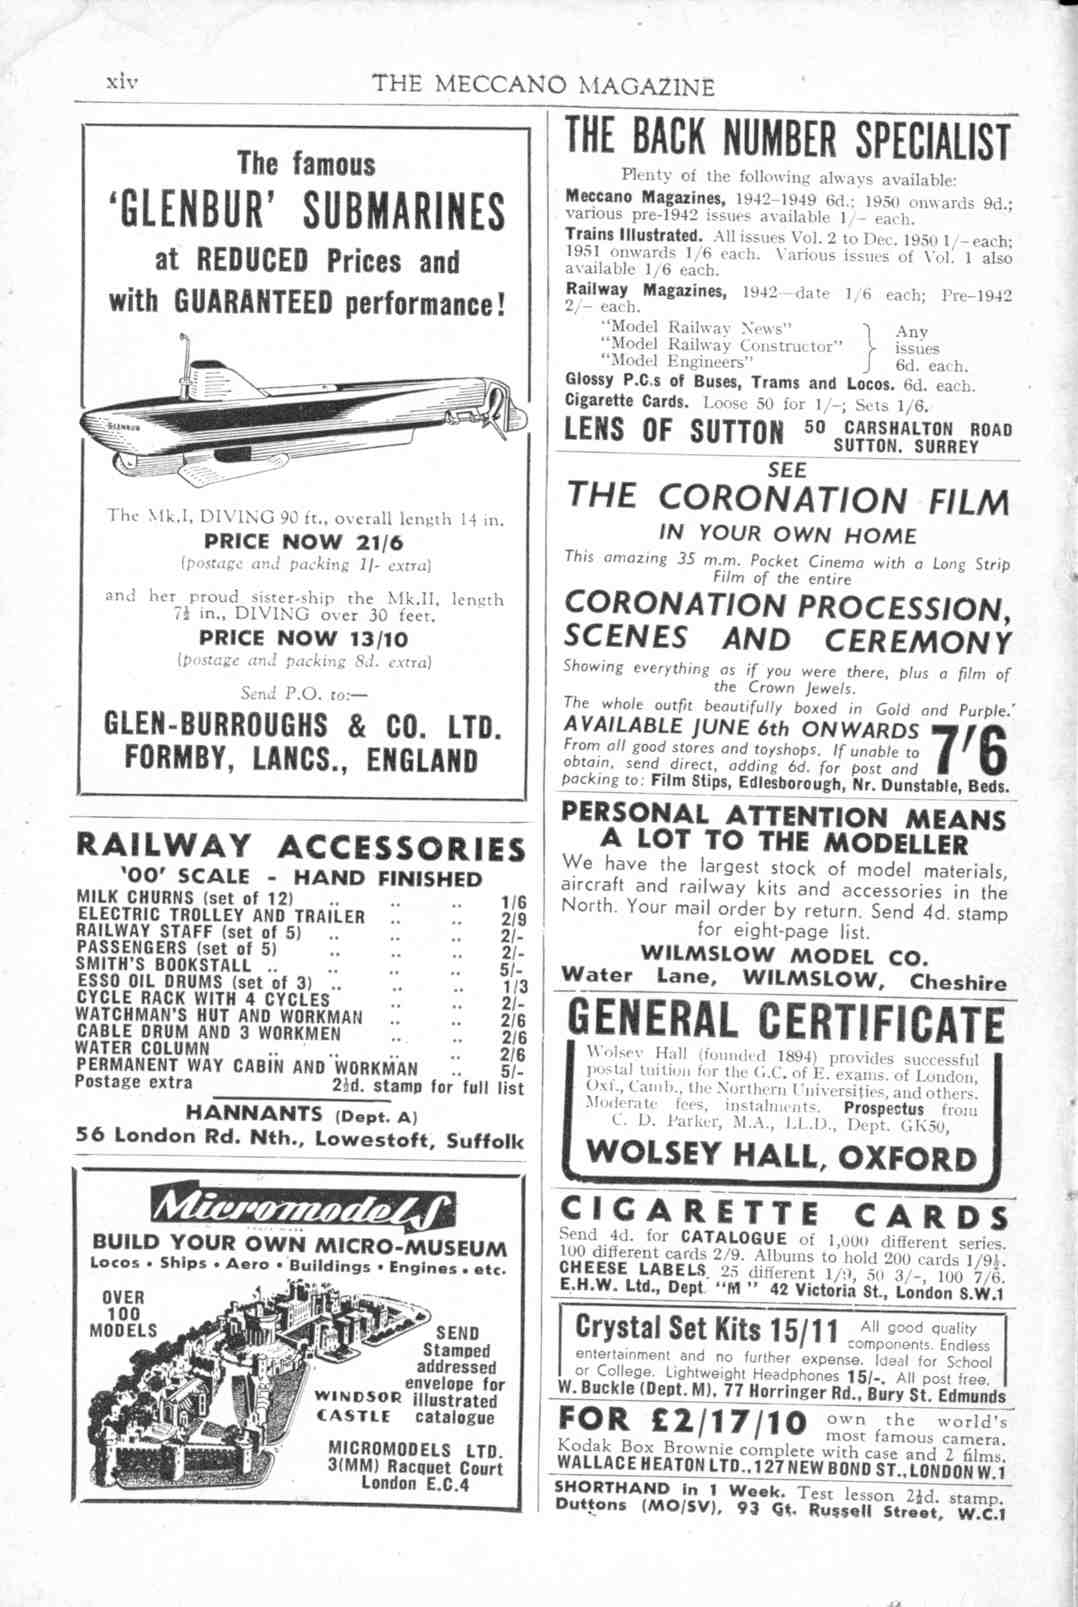 xiv
THE MECCANO MAGAZINE
The famous
'GLENBUR' SUBMARINES
at REDUCED Prices and
with GUARANTEED performance!
GLENBUR
The Mk.I, DIVING 90 ft., overall length 14 in.
PRICE NOW 21/6
(postage and packing 1/- extra)
and her proud sister-ship the Mk.II, length
7½ in., DIVING over 30 feet.
PRICE NOW 13/10
(postage and packing 8d. extra)
Send P.O. to:—
GLEN-BURROUGHS & CO. LTD.
FORMBY, LANCS., ENGLAND
RAILWAY ACCESSORIES
'00' SCALE - HAND FINISHED
MILK CHURNS (set of 12) .. .. .. 1/6
ELECTRIC TROLLEY AND TRAILER .. .. 2/9
RAILWAY STAFF (set of 5) .. .. .. 2/-
PASSENGERS (set of 5) .. .. .. 2/-
SMITH'S BOOKSTALL .. .. .. .. 5/-
ESSO OIL DRUMS (set of 3) .. .. .. 1/3
CYCLE RACK WITH 4 CYCLES .. .. 2/-
WATCHMAN'S HUT AND WORKMAN .. .. 2/6
CABLE DRUM AND 3 WORKMEN .. .. 2/6
WATER COLUMN .. .. .. .. 2/6
PERMANENT WAY CABIN AND WORKMAN .. 5/-
Postage extra 2½d. stamp for full list
HANNANTS (Dept. A)
56 London Rd. Nth., Lowestoft, Suffolk
MicromodelS
TRADE MARK
BUILD YOUR OWN MICRO-MUSEUM
Locos • Ships • Aero • Buildings • Engines • etc.
OVER
100
MODELS
SEND
Stamped
addressed
envelope for
illustrated
catalogue
WINDSOR
CASTLE
MICROMODELS LTD.
3(MM) Racquet Court
London E.C.4
THE BACK NUMBER SPECIALIST
Plenty of the following always available:
Meccano Magazines, 1942-1949 6d.; 1950 onwards 9d.;
various pre-1942 issues available 1/- each.
Trains Illustrated. All issues Vol. 2 to Dec. 1950 1/- each;
1951 onwards 1/6 each. Various issues of Vol. 1 also
available 1/6 each.
Railway Magazines, 1942—date 1/6 each; Pre-1942
2/- each.
"Model Railway News" Any
"Model Railway Constructor" issues
"Model Engineers" 6d. each.
Glossy P.C.s of Buses, Trams and Locos. 6d. each.
Cigarette Cards. Loose 50 for 1/-; Sets 1/6.
LENS OF SUTTON 50 CARSHALTON ROAD
SUTTON. SURREY
SEE
THE CORONATION FILM
IN YOUR OWN HOME
This amazing 35 m.m. Pocket Cinema with a Long Strip
Film of the entire
CORONATION PROCESSION,
SCENES AND CEREMONY
Showing everything as if you were there, plus a film of
the Crown Jewels.
The whole outfit beautifully boxed in Gold and Purple.
AVAILABLE JUNE 6th ONWARDS 7'6
From all good stores and toyshops. If unable to
obtain, send direct, adding 6d. for post and
packing to: Film Stips, Edlesborough, Nr. Dunstable, Beds.
PERSONAL ATTENTION MEANS
A LOT TO THE MODELLER
We have the largest stock of model materials,
aircraft and railway kits and accessories in the
North. Your mail order by return. Send 4d. stamp
for eight-page list.
WILMSLOW MODEL CO.
Water Lane, WILMSLOW, Cheshire
GENERAL CERTIFICATE
Wolsey Hall (founded 1894) provides successful
postal tuition for the G.C. of E. exams. of London,
Oxf., Camb., the Northern Universities, and others.
Moderate fees, instalments. Prospectus from
C. D. Parker, M.A., LL.D., Dept. GK50,
WOLSEY HALL, OXFORD
CIGARETTE CARDS
Send 4d. for CATALOGUE of 1,000 different series.
100 different cards 2/9. Albums to hold 200 cards 1/9½.
CHEESE LABELS. 25 different 1/9, 50 3/-, 100 7/6.
E.H.W. Ltd., Dept. "M" 42 Victoria St., London S.W.1
Crystal Set Kits 15/11 All good quality
components. Endless
entertainment and no further expense. Ideal for School
or College. Lightweight Headphones 15/-. All post free.
W. Buckle (Dept. M), 77 Horringer Rd., Bury St. Edmunds
FOR £2/17/10 own the world's
most famous camera.
Kodak Box Brownie complete with case and 2 films.
WALLACE HEATON LTD., 127 NEW BOND ST., LONDON W.1
SHORTHAND in 1 Week. Test lesson 2½d. stamp.
Duttons (MO/SV), 93 Gt. Russell Street, W.C.1